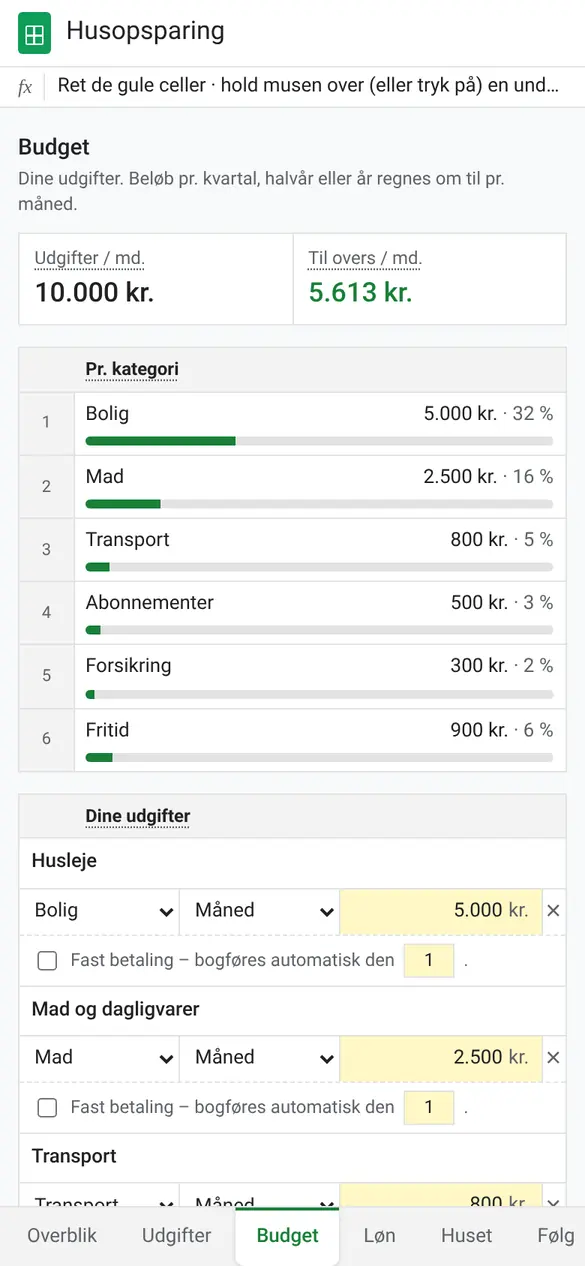 Husopsparing
fx Ret de gule celler · hold musen over (eller tryk på) en und…
Budget
Dine udgifter. Beløb pr. kvartal, halvår eller år regnes om til pr.
måned.
Udgifter / md.
10.000 kr.
Til overs / md.
5.613 kr.
Pr. kategori
1 Bolig 5.000 kr. · 32 %
2 Mad 2.500 kr. · 16 %
3 Transport 800 kr. · 5 %
4 Abonnementer 500 kr. · 3 %
5 Forsikring 300 kr. · 2 %
6 Fritid 900 kr. · 6 %
Dine udgifter
Husleje
Bolig Måned 5.000 kr. ×
Fast betaling – bogføres automatisk den 1 .
Mad og dagligvarer
Mad Måned 2.500 kr. ×
Fast betaling – bogføres automatisk den 1 .
Transport
Transport Måned 800 kr. ×
Overblik Udgifter Budget Løn Huset Følg